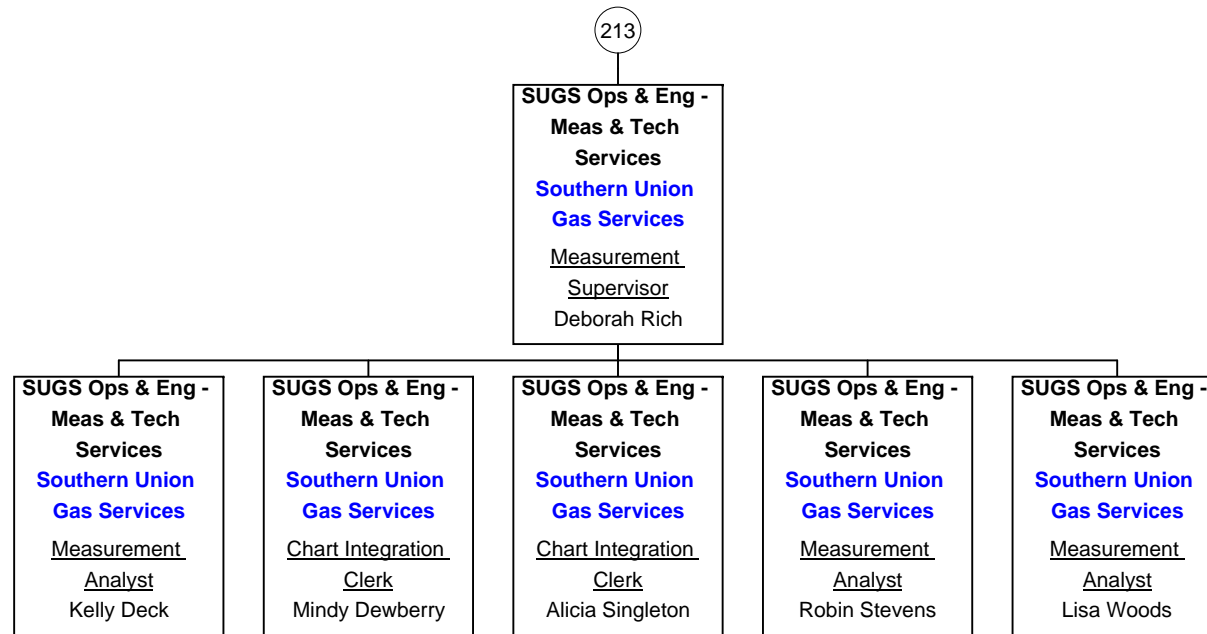 213
SUGS Ops & Eng -
Meas & Tech
Services
Southern Union
Gas Services
Measurement
Supervisor
Deborah Rich
SUGS Ops & Eng -
Meas & Tech
Services
Southern Union
Gas Services
Measurement
Analyst
Kelly Deck
SUGS Ops & Eng -
Meas & Tech
Services
Southern Union
Gas Services
Chart Integration
Clerk
Mindy Dewberry
SUGS Ops & Eng -
Meas & Tech
Services
Southern Union
Gas Services
Chart Integration
Clerk
Alicia Singleton
SUGS Ops & Eng -
Meas & Tech
Services
Southern Union
Gas Services
Measurement
Analyst
Robin Stevens
SUGS Ops & Eng -
Meas & Tech
Services
Southern Union
Gas Services
Measurement
Analyst
Lisa Woods